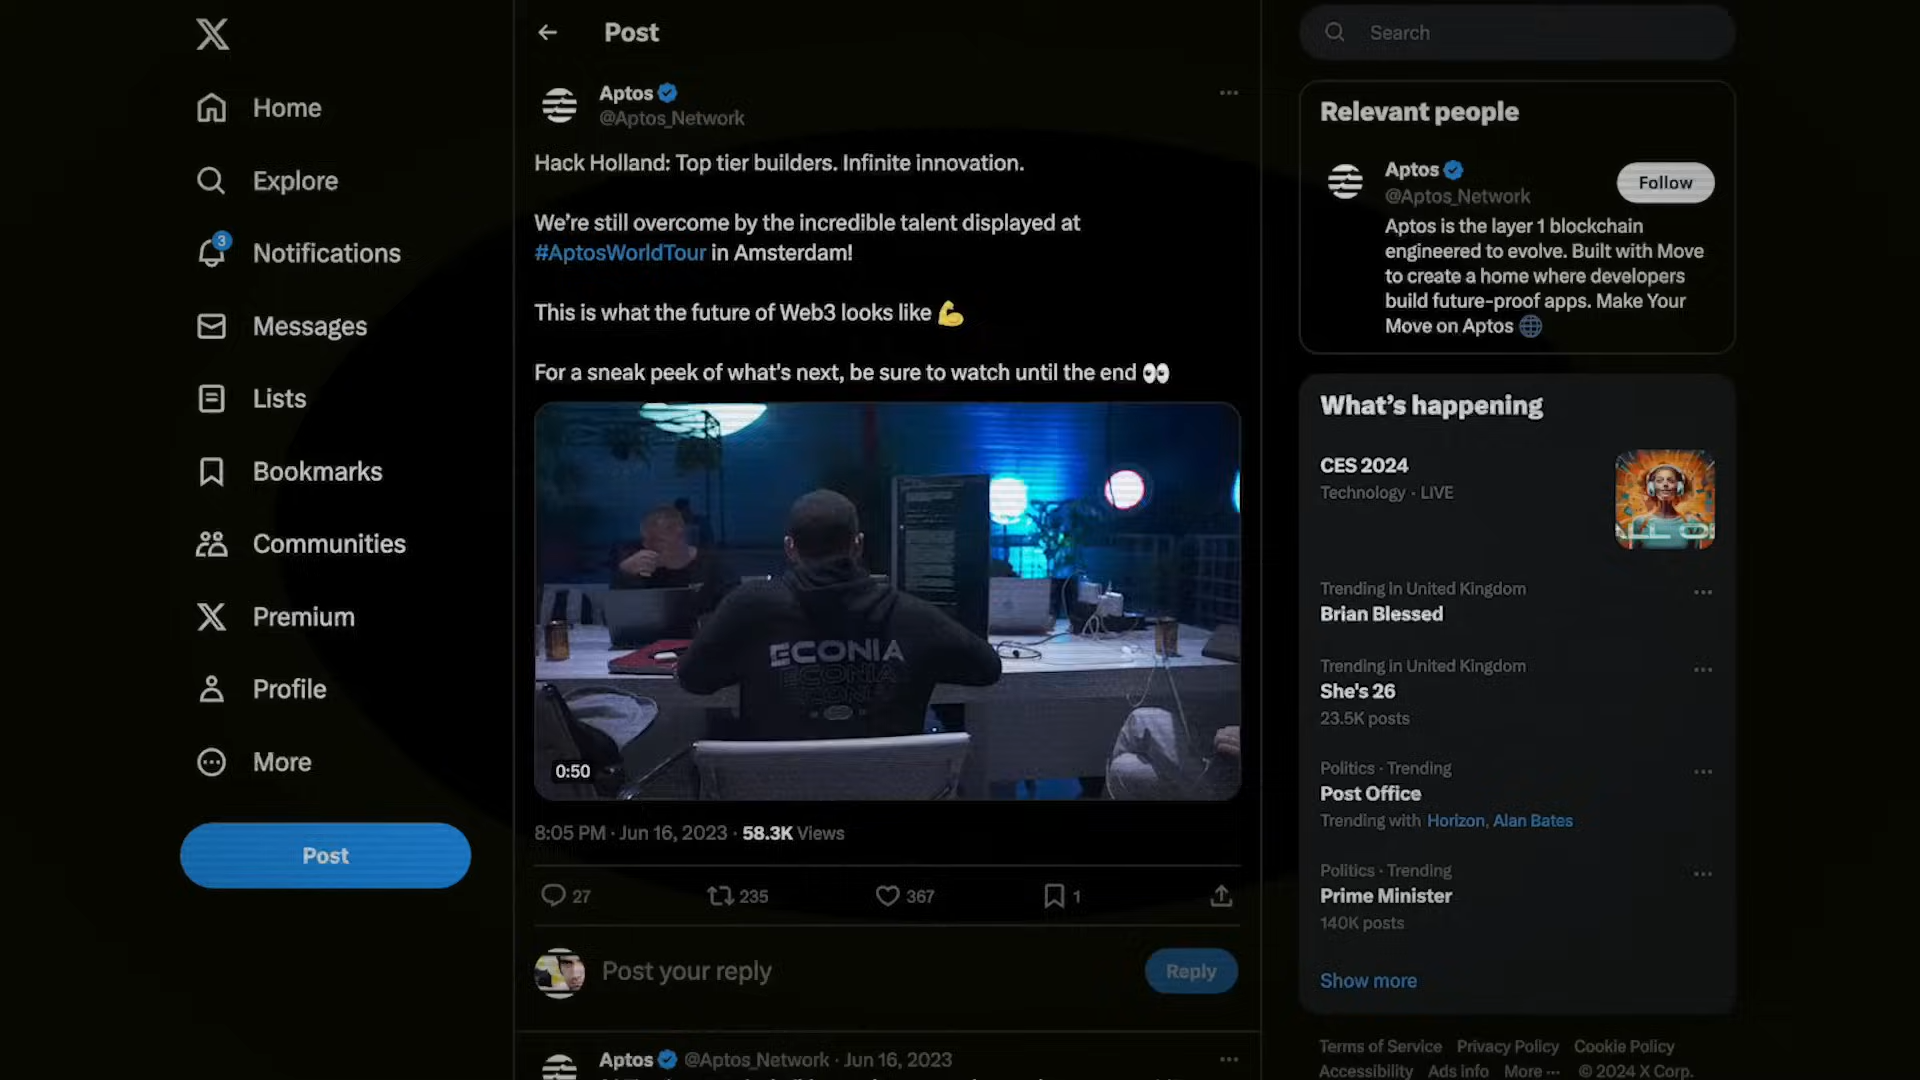 Home
Explore
3
Notifications
Messages
Lists
Bookmarks
Communities
Premium
Profile
More
Post
Post
Aptos
@Aptos_Network
Hack Holland: Top tier builders. Infinite innovation.
We're still overcome by the incredible talent displayed at
#AptosWorldTour in Amsterdam!
This is what the future of Web3 looks like 💪
For a sneak peek of what's next, be sure to watch until the end 👀
ECONIA
ECONIA
0:50
8:05 PM · Jun 16, 2023 · 58.3K Views
27
235
367
1
Post your reply
Reply
Aptos @Aptos_Network · Jun 16, 2023
Search
Relevant people
Aptos
@Aptos_Network
Follow
Aptos is the layer 1 blockchain
engineered to evolve. Built with Move
to create a home where developers
build future-proof apps. Make Your
Move on Aptos 🌐
What's happening
CES 2024
Technology · LIVE
Trending in United Kingdom
Brian Blessed
Trending in United Kingdom
She's 26
23.5K posts
Politics · Trending
Post Office
Trending with Horizon, Alan Bates
Politics · Trending
Prime Minister
140K posts
Show more
Terms of Service Privacy Policy Cookie Policy
Accessibility Ads info More ··· © 2024 X Corp.